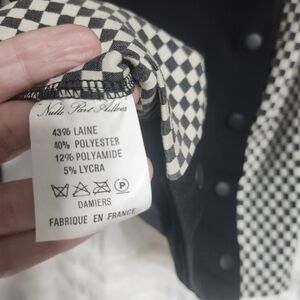 Nulle Part Ailleurs
43% LAINE
40% POLYESTER
12% POLYAMIDE
5% LYCRA
P
DAMIERS
FABRIQUE EN FRANCE